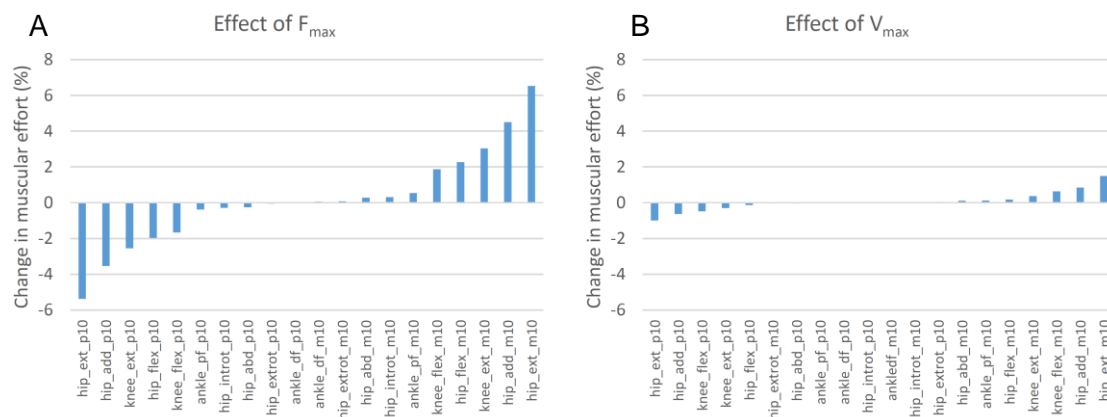 A
Effect of Fmax
Change in muscular effort (%)
8
6
4
2
0
-2
-4
-6
hip_ext_p10
hip_add_p10
knee_ext_p10
hip_flex_p10
knee_flex_p10
ankle_pf_p10
hip_introt_p10
hip_abd_p10
hip_extrot_p10
ankle_df_p10
ankle_df_m10
hip_extrot_m10
hip_abd_m10
hip_introt_m10
ankle_pf_m10
knee_flex_m10
hip_flex_m10
knee_ext_m10
hip_add_m10
hip_ext_m10
B
Effect of Vmax
Change in muscular effort (%)
8
6
4
2
0
-2
-4
-6
hip_ext_p10
hip_add_p10
knee_flex_p10
knee_ext_p10
hip_flex_p10
hip_extrot_m10
hip_abd_p10
ankle_pf_p10
ankle_df_p10
hip_introt_p10
ankledf_m10
hip_introt_m10
hip_extrot_p10
hip_abd_m10
ankle_pf_m10
hip_flex_m10
knee_ext_m10
knee_flex_m10
hip_add_m10
hip_ext_m10